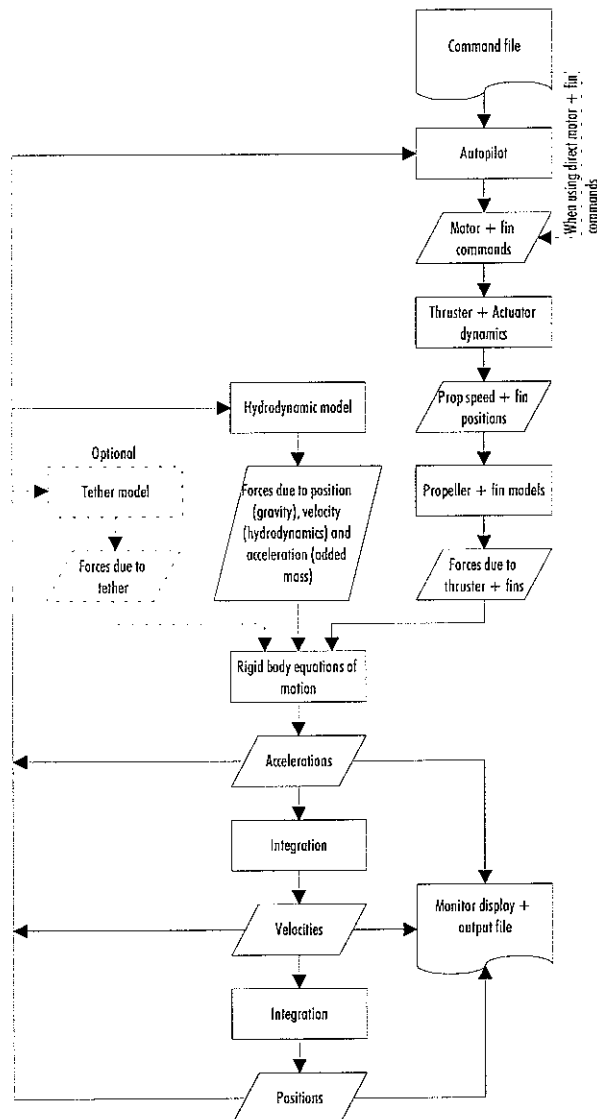 Command file
When using direct motor + fin
commands
Autopilot
Motor + fin
commands
Thruster + Actuator
dynamics
Prop speed + fin
positions
Hydrodynamic model
Optional
Tether model
Forces due to position
(gravity), velocity
(hydrodynamics) and
acceleration (added
mass)
Propeller + fin models
Forces due to
tether
Forces due to
thruster + fins
Rigid body equations of
motion
Accelerations
Integration
Velocities
Monitor display +
output file
Integration
Positions